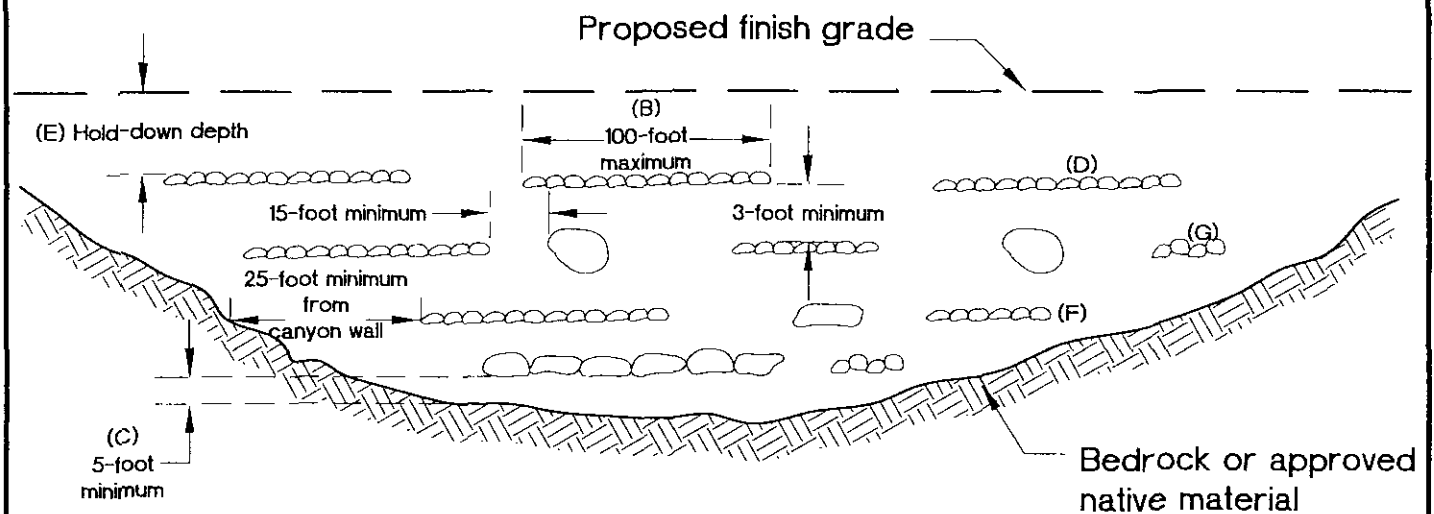 Proposed finish grade
(E) Hold-down depth
(B)
100-foot
maximum
(D)
15-foot minimum
3-foot minimum
(G)
25-foot minimum
from
canyon wall
(F)
(C)
5-foot
minimum
Bedrock or approved
native material